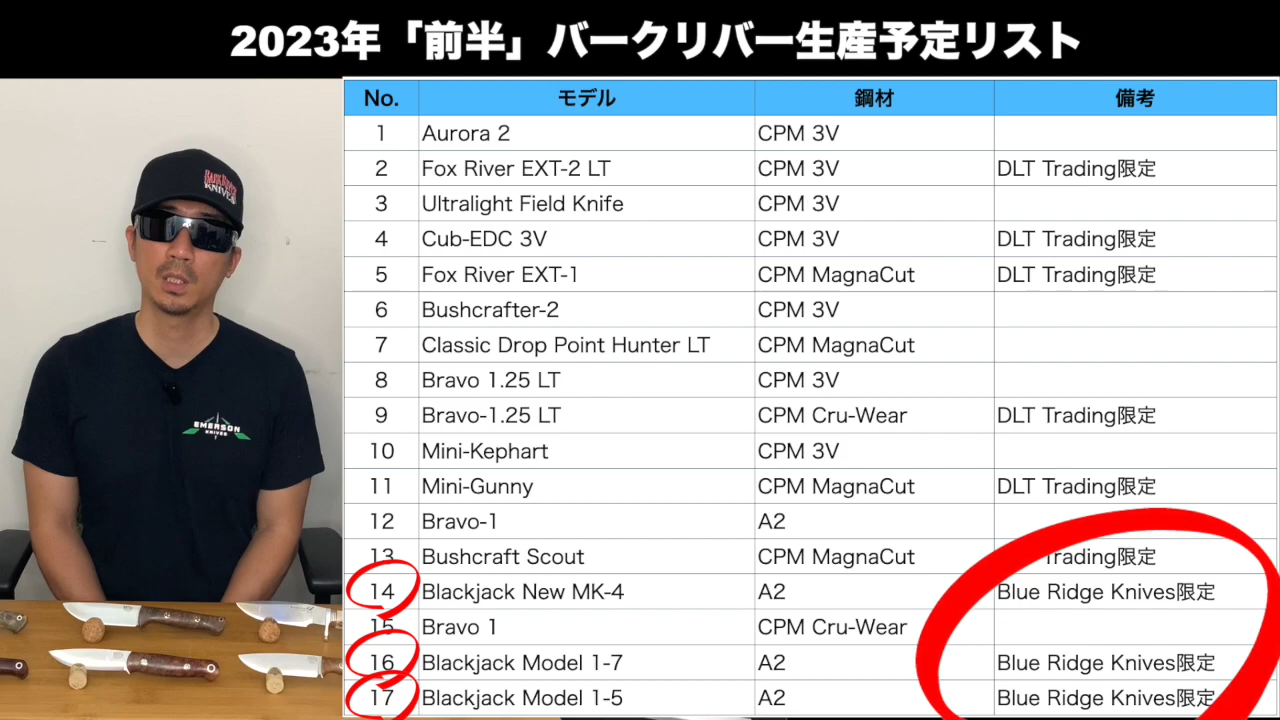 2023年「前半」バークリバー生産予定リスト
No. モデル 鋼材 備考
1 Aurora 2 CPM 3V
2 Fox River EXT-2 LT CPM 3V DLT Trading限定
3 Ultralight Field Knife CPM 3V
4 Cub-EDC 3V CPM 3V DLT Trading限定
5 Fox River EXT-1 CPM MagnaCut DLT Trading限定
6 Bushcrafter-2 CPM 3V
7 Classic Drop Point Hunter LT CPM MagnaCut
8 Bravo 1.25 LT CPM 3V
9 Bravo-1.25 LT CPM Cru-Wear DLT Trading限定
10 Mini-Kephart CPM 3V
11 Mini-Gunny CPM MagnaCut DLT Trading限定
12 Bravo-1 A2
13 Bushcraft Scout CPM MagnaCut Trading限定
14 Blackjack New MK-4 A2 Blue Ridge Knives限定
15 Bravo 1 CPM Cru-Wear
16 Blackjack Model 1-7 A2 Blue Ridge Knives限定
17 Blackjack Model 1-5 A2 Blue Ridge Knives限定
BARK RIVER
KNIVES
EMERSON
KNIVES